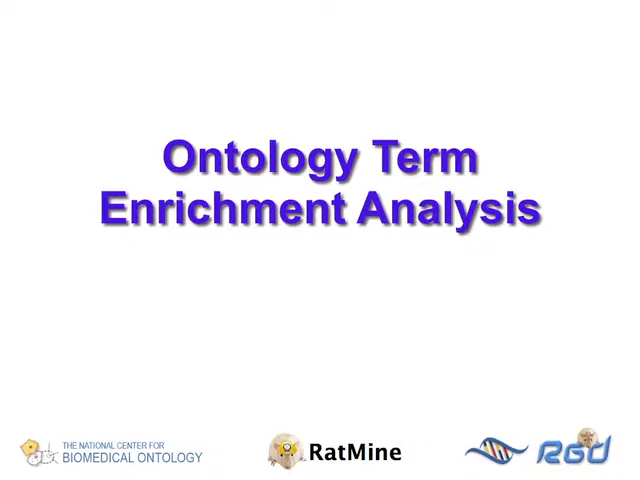 Ontology Term
Enrichment Analysis
THE NATIONAL CENTER FOR
BIOMEDICAL ONTOLOGY
RatMine
RGD